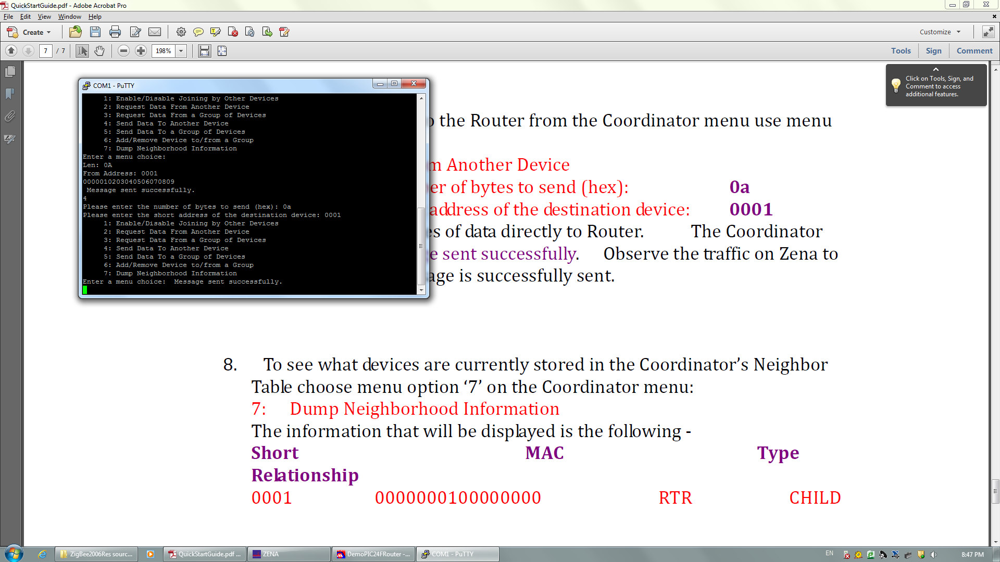 QuickStartGuide.pdf - Adobe Acrobat Pro
File Edit View Window Help
Create
Customize
7 / 7 198% Tools Sign Comment
Click on Tools, Sign, and
Comment to access
additional features.
COM1 - PuTTY
1: Enable/Disable Joining by Other Devices
2: Request Data From Another Device
3: Request Data From a Group of Devices
4: Send Data To Another Device
5: Send Data To a Group of Devices
6: Add/Remove Device to/from a Group
7: Dump Neighborhood Information
Enter a menu choice:
Len: 0A
From Address: 0001
0000010203040506070809
Message sent successfully.
4
Please enter the number of bytes to send (hex): 0a
Please enter the short address of the destination device: 0001
1: Enable/Disable Joining by Other Devices
2: Request Data From Another Device
3: Request Data From a Group of Devices
4: Send Data To Another Device
5: Send Data To a Group of Devices
6: Add/Remove Device to/from a Group
7: Dump Neighborhood Information
Enter a menu choice: Message sent successfully.
o the Router from the Coordinator menu use menu
m Another Device
er of bytes to send (hex): 0a
address of the destination device: 0001
es of data directly to Router. The Coordinator
e sent successfully. Observe the traffic on Zena to
age is successfully sent.
8. To see what devices are currently stored in the Coordinator’s Neighbor
Table choose menu option ‘7’ on the Coordinator menu:
7: Dump Neighborhood Information
The information that will be displayed is the following -
Short MAC Type
Relationship
0001 0000000100000000 RTR CHILD
ZigBee2006Res sourc... QuickStartGuide.pdf ... ZENA DemoPIC24FRouter -... COM1 - PuTTY EN 8:47 PM